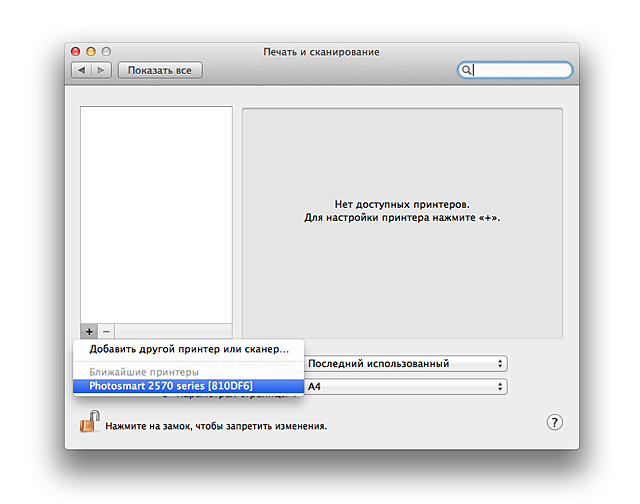 Печать и сканирование
Показать все
Нет доступных принтеров.
Для настройки принтера нажмите «+».
+ −
Добавить другой принтер или сканер...
Ближайшие принтеры
Photosmart 2570 series [810DF6]
Последний использованный
A4
Нажмите на замок, чтобы запретить изменения.
?